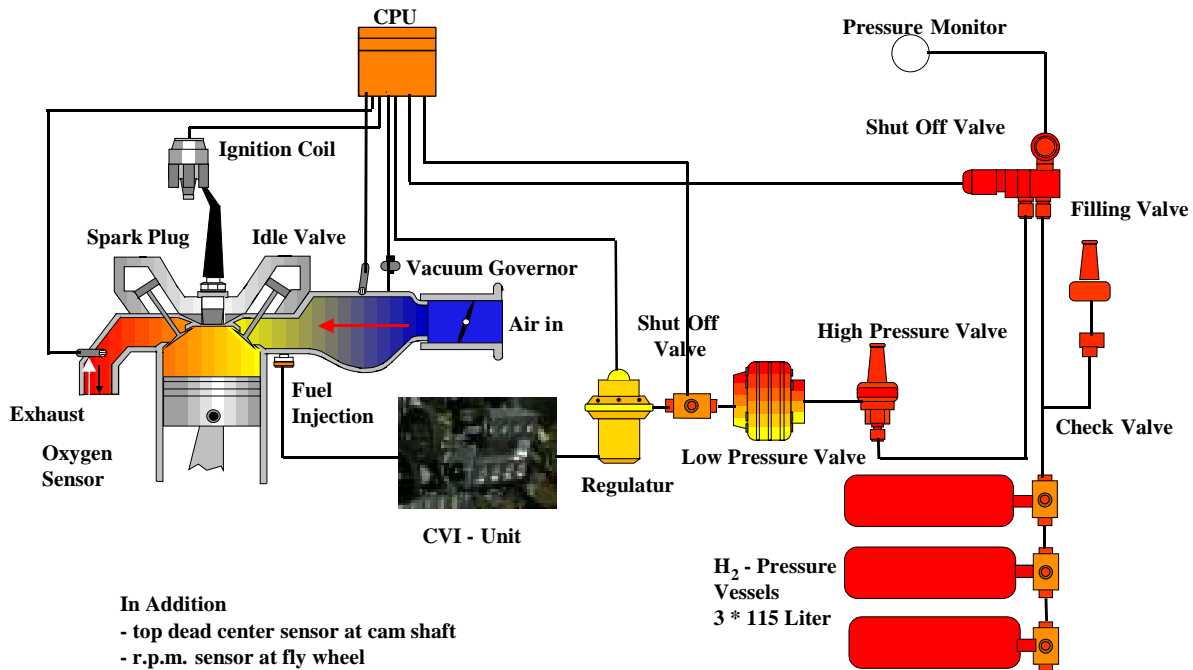 CPU
Pressure Monitor
Shut Off Valve
Ignition Coil
Filling Valve
Spark Plug
Idle Valve
Vacuum Governor
Air in
Shut Off
Valve
High Pressure Valve
Fuel
Injection
Exhaust
Oxygen
Sensor
Check Valve
Low Pressure Valve
Regulatur
CVI - Unit
H2 - Pressure
Vessels
3 * 115 Liter
In Addition
- top dead center sensor at cam shaft
- r.p.m. sensor at fly wheel